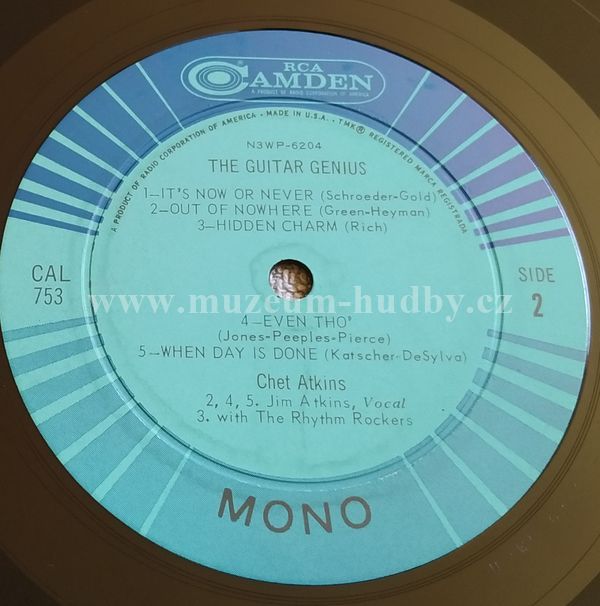 RCA
CAMDEN
A PRODUCT OF RADIO CORPORATION OF AMERICA
A PRODUCT OF RADIO CORPORATION OF AMERICA • MADE IN U.S.A. • TMK® REGISTERED MARCA REGISTRADA
N3WP-6204
THE GUITAR GENIUS
1—IT'S NOW OR NEVER (Schroeder-Gold)
2—OUT OF NOWHERE (Green-Heyman)
3—HIDDEN CHARM (Rich)
CAL
753
SIDE
2
www.muzeum-hudby.cz
4—EVEN THO'
(Jones-Peeples-Pierce)
5—WHEN DAY IS DONE (Katscher-DeSylva)
Chet Atkins
2, 4, 5. Jim Atkins, Vocal
3. with The Rhythm Rockers
MONO